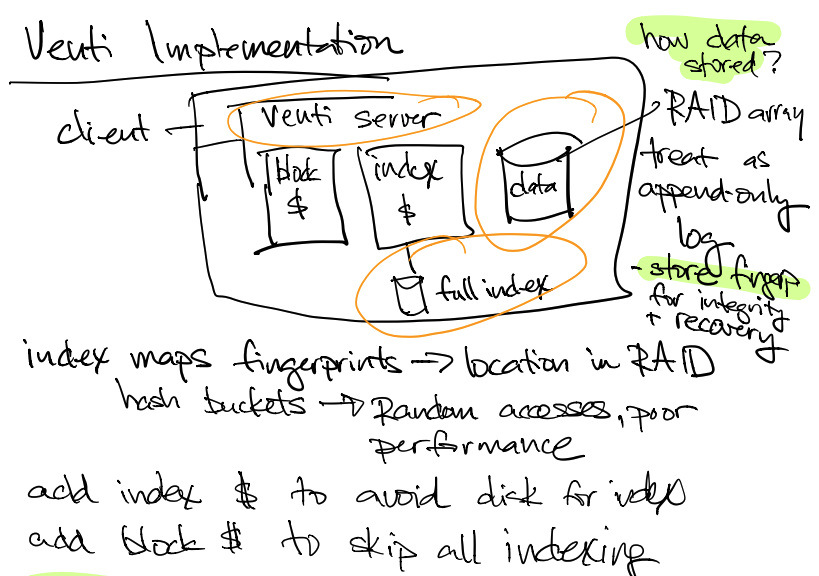 Venti Implementation
how data
stored?
client
Venti server
block
$
index
$
data
full index
RAID array
treat as
append-only
log
- store fingerp
for integrity
+ recovery
index maps fingerprints → location in RAID
hash buckets → Random accesses, poor
performance
add index $ to avoid disk for index
add block $ to skip all indexing